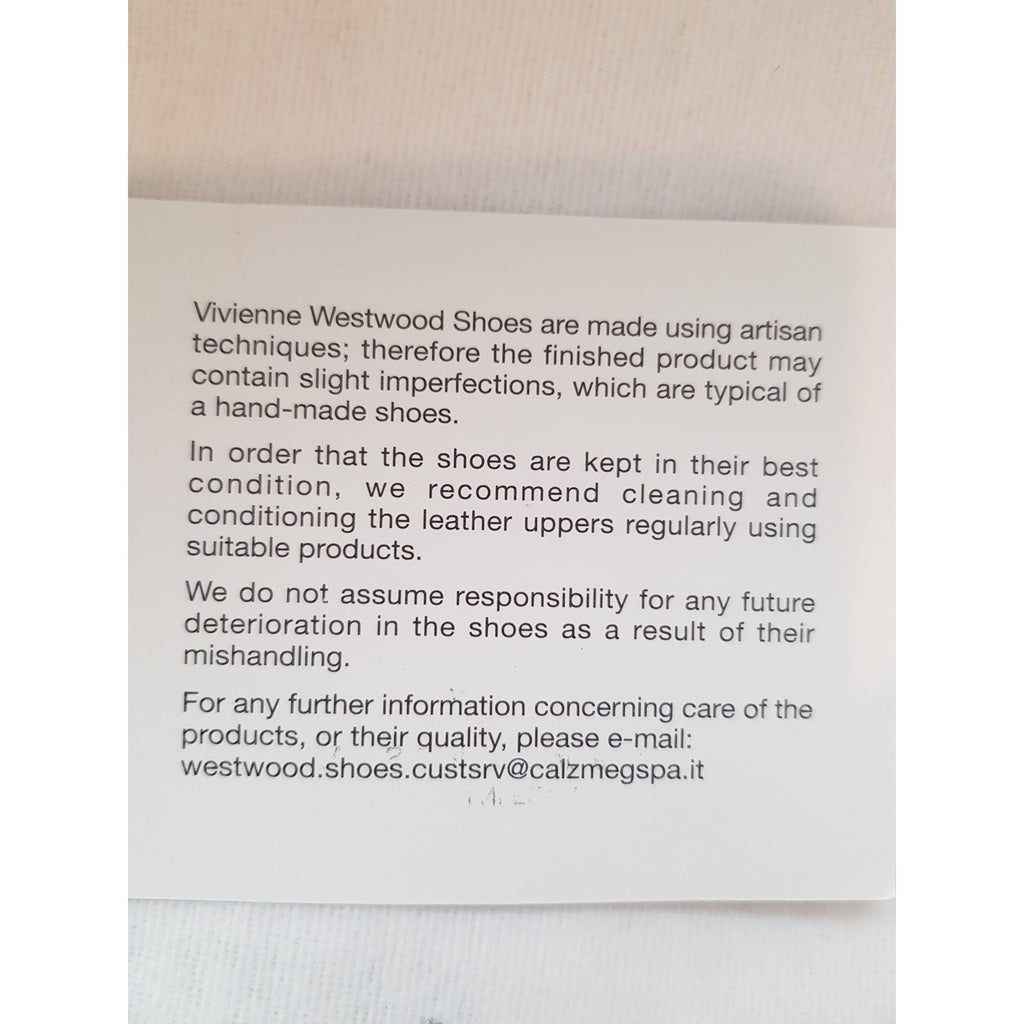 Vivienne Westwood Shoes are made using artisan
techniques; therefore the finished product may
contain slight imperfections, which are typical of
a hand-made shoes.
In order that the shoes are kept in their best
condition, we recommend cleaning and
conditioning the leather uppers regularly using
suitable products.
We do not assume responsibility for any future
deterioration in the shoes as a result of their
mishandling.
For any further information concerning care of the
products, or their quality, please e-mail:
westwood.shoes.custsrv@calzmegspa.it